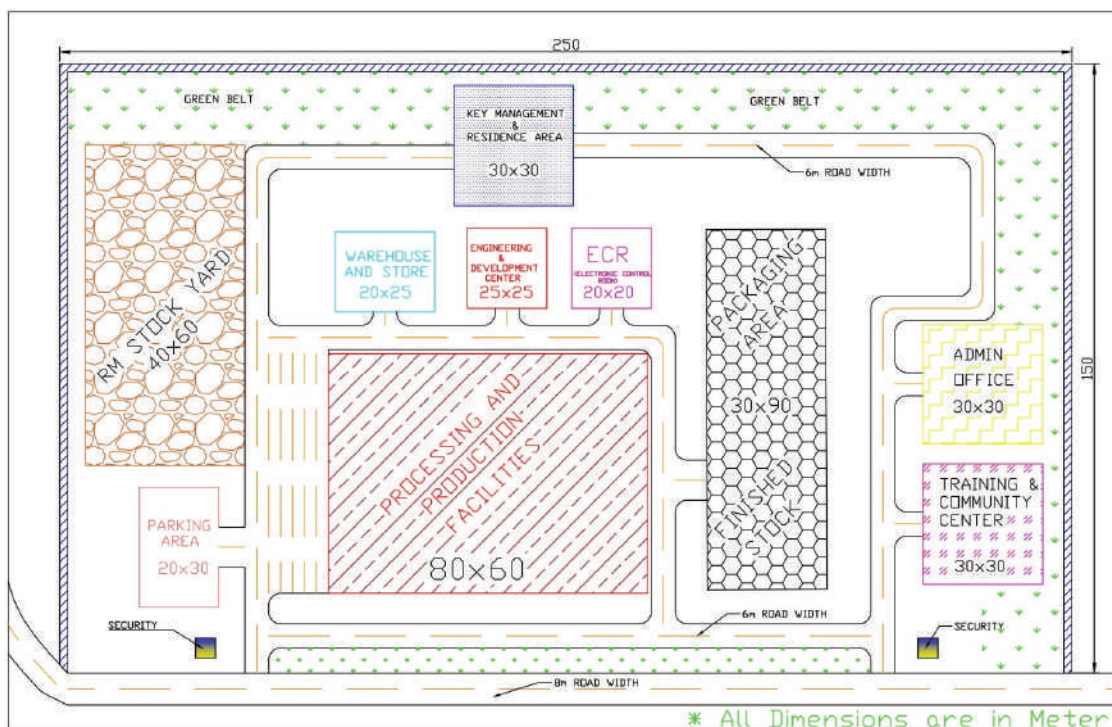 250
GREEN BELT
GREEN BELT
KEY MANAGEMENT
&
RESIDENCE AREA
30x30
6m ROAD WIDTH
RM STOCK YARD
40x60
WAREHOUSE
AND STORE
20x25
ENGINEERING
&
DEVELOPMENT
CENTER
25x25
ECR
(ELECTRONIC CONTROL
ROOM)
20x20
PACKAGING
AREA
30x90
FINISHED
STOCK
ADMIN
OFFICE
30x30
150
PROCESSING AND
PRODUCTION
FACILITIES
80x60
PARKING
AREA
20x30
TRAINING &
COMMUNITY
CENTER
30x30
SECURITY
6m ROAD WIDTH
SECURITY
8m ROAD WIDTH
* All Dimensions are in Meter